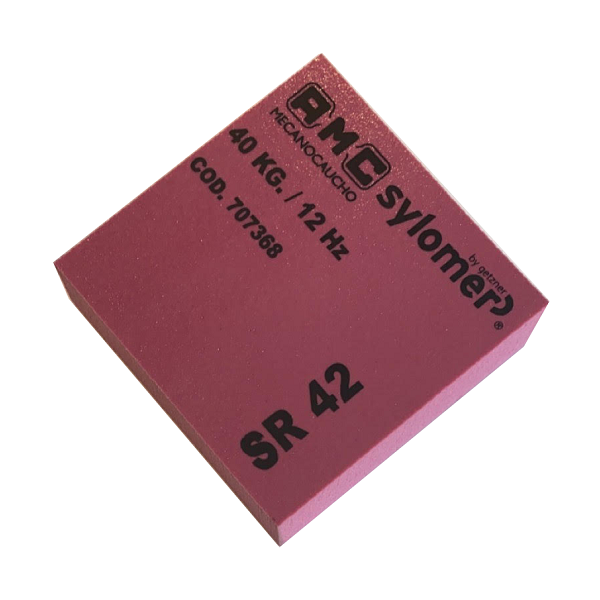 AMC
MECANOCAUCHO
sylomer®
by getzner
40 KG. / 12 Hz
COD. 707368
SR 42